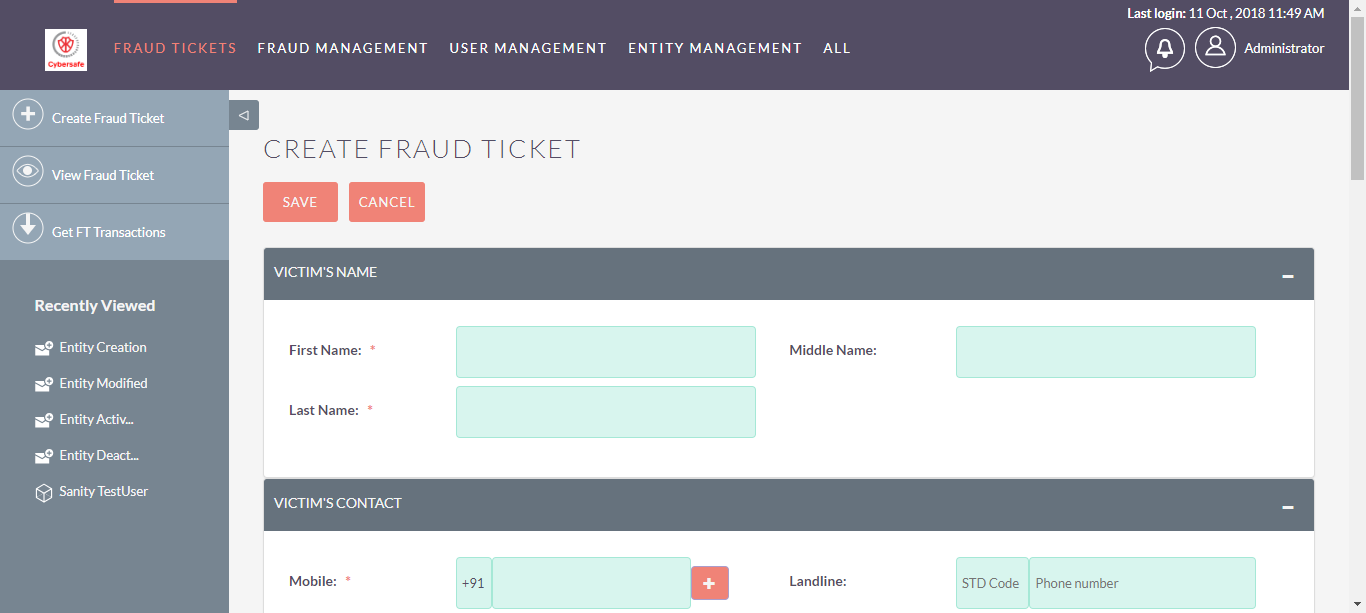 Last login: 11 Oct , 2018 11:49 AM
Cybersafe
FRAUD TICKETS FRAUD MANAGEMENT USER MANAGEMENT ENTITY MANAGEMENT ALL
Administrator
Create Fraud Ticket
View Fraud Ticket
Get FT Transactions
Recently Viewed
Entity Creation
Entity Modified
Entity Activ...
Entity Deact...
Sanity TestUser
CREATE FRAUD TICKET
SAVE CANCEL
VICTIM'S NAME
First Name: * Middle Name:
Last Name: *
VICTIM'S CONTACT
Mobile: * +91 Landline: STD Code Phone number